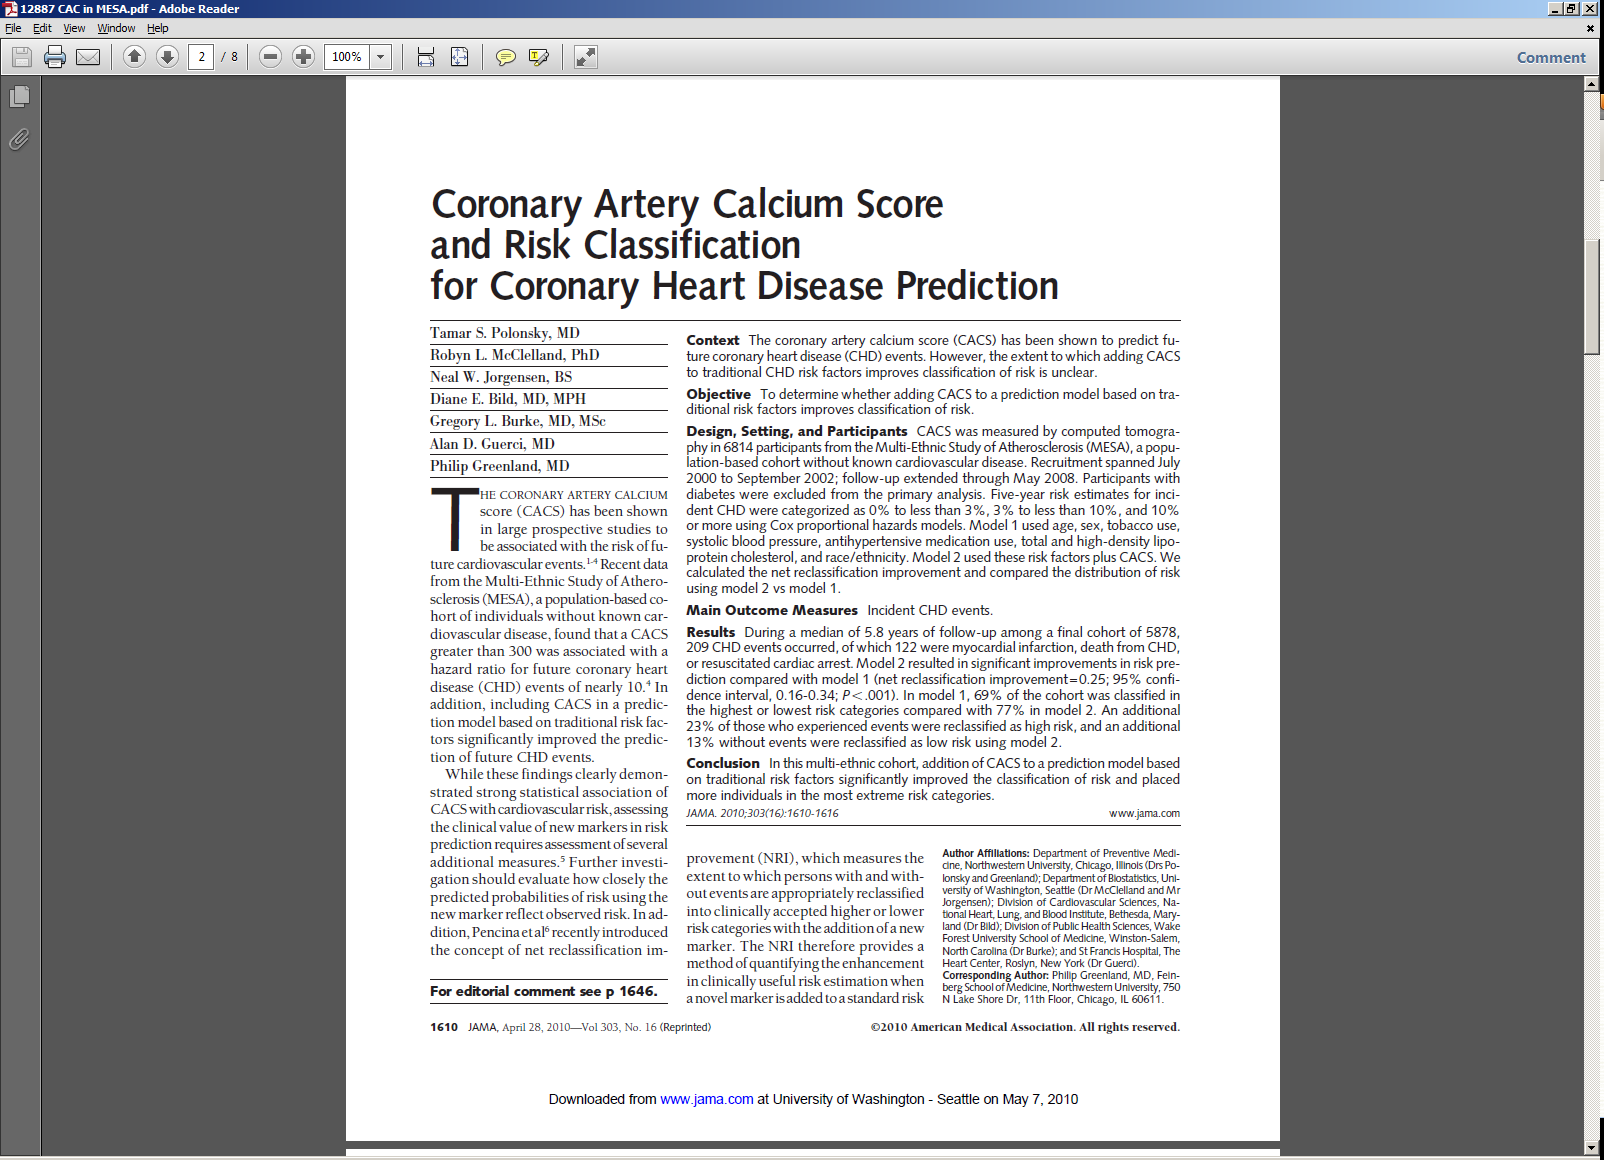 12887 CAC in MESA.pdf - Adobe Reader
File Edit View Window Help
2 / 8 100% Comment
Coronary Artery Calcium Score
and Risk Classification
for Coronary Heart Disease Prediction
Tamar S. Polonsky, MD
Robyn L. McClelland, PhD
Neal W. Jorgensen, BS
Diane E. Bild, MD, MPH
Gregory L. Burke, MD, MSc
Alan D. Guerci, MD
Philip Greenland, MD
THE CORONARY ARTERY CALCIUM
score (CACS) has been shown
in large prospective studies to
be associated with the risk of fu-
ture cardiovascular events.1-4 Recent data
from the Multi-Ethnic Study of Athero-
sclerosis (MESA), a population-based co-
hort of individuals without known car-
diovascular disease, found that a CACS
greater than 300 was associated with a
hazard ratio for future coronary heart
disease (CHD) events of nearly 10.4 In
addition, including CACS in a predic-
tion model based on traditional risk fac-
tors significantly improved the predic-
tion of future CHD events.
While these findings clearly demon-
strated strong statistical association of
CACS with cardiovascular risk, assessing
the clinical value of new markers in risk
prediction requires assessment of several
additional measures.5 Further investi-
gation should evaluate how closely the
predicted probabilities of risk using the
new marker reflect observed risk. In ad-
dition, Pencina et al6 recently introduced
the concept of net reclassification im-
For editorial comment see p 1646.
Context The coronary artery calcium score (CACS) has been shown to predict fu-
ture coronary heart disease (CHD) events. However, the extent to which adding CACS
to traditional CHD risk factors improves classification of risk is unclear.
Objective To determine whether adding CACS to a prediction model based on tra-
ditional risk factors improves classification of risk.
Design, Setting, and Participants CACS was measured by computed tomogra-
phy in 6814 participants from the Multi-Ethnic Study of Atherosclerosis (MESA), a popu-
lation-based cohort without known cardiovascular disease. Recruitment spanned July
2000 to September 2002; follow-up extended through May 2008. Participants with
diabetes were excluded from the primary analysis. Five-year risk estimates for inci-
dent CHD were categorized as 0% to less than 3%, 3% to less than 10%, and 10%
or more using Cox proportional hazards models. Model 1 used age, sex, tobacco use,
systolic blood pressure, antihypertensive medication use, total and high-density lipo-
protein cholesterol, and race/ethnicity. Model 2 used these risk factors plus CACS. We
calculated the net reclassification improvement and compared the distribution of risk
using model 2 vs model 1.
Main Outcome Measures Incident CHD events.
Results During a median of 5.8 years of follow-up among a final cohort of 5878,
209 CHD events occurred, of which 122 were myocardial infarction, death from CHD,
or resuscitated cardiac arrest. Model 2 resulted in significant improvements in risk pre-
diction compared with model 1 (net reclassification improvement=0.25; 95% confi-
dence interval, 0.16-0.34; P<.001). In model 1, 69% of the cohort was classified in
the highest or lowest risk categories compared with 77% in model 2. An additional
23% of those who experienced events were reclassified as high risk, and an additional
13% without events were reclassified as low risk using model 2.
Conclusion In this multi-ethnic cohort, addition of CACS to a prediction model based
on traditional risk factors significantly improved the classification of risk and placed
more individuals in the most extreme risk categories.
JAMA. 2010;303(16):1610-1616 www.jama.com
provement (NRI), which measures the
extent to which persons with and with-
out events are appropriately reclassified
into clinically accepted higher or lower
risk categories with the addition of a new
marker. The NRI therefore provides a
method of quantifying the enhancement
in clinically useful risk estimation when
a novel marker is added to a standard risk
Author Affiliations: Department of Preventive Medi-
cine, Northwestern University, Chicago, Illinois (Drs Po-
lonsky and Greenland); Department of Biostatistics, Uni-
versity of Washington, Seattle (Dr McClelland and Mr
Jorgensen); Division of Cardiovascular Sciences, Na-
tional Heart, Lung, and Blood Institute, Bethesda, Mary-
land (Dr Bild); Division of Public Health Sciences, Wake
Forest University School of Medicine, Winston-Salem,
North Carolina (Dr Burke); and St Francis Hospital, The
Heart Center, Roslyn, New York (Dr Guerci).
Corresponding Author: Philip Greenland, MD, Fein-
berg School of Medicine, Northwestern University, 750
N Lake Shore Dr, 11th Floor, Chicago, IL 60611.
1610 JAMA, April 28, 2010—Vol 303, No. 16 (Reprinted) ©2010 American Medical Association. All rights reserved.
Downloaded from www.jama.com at University of Washington - Seattle on May 7, 2010